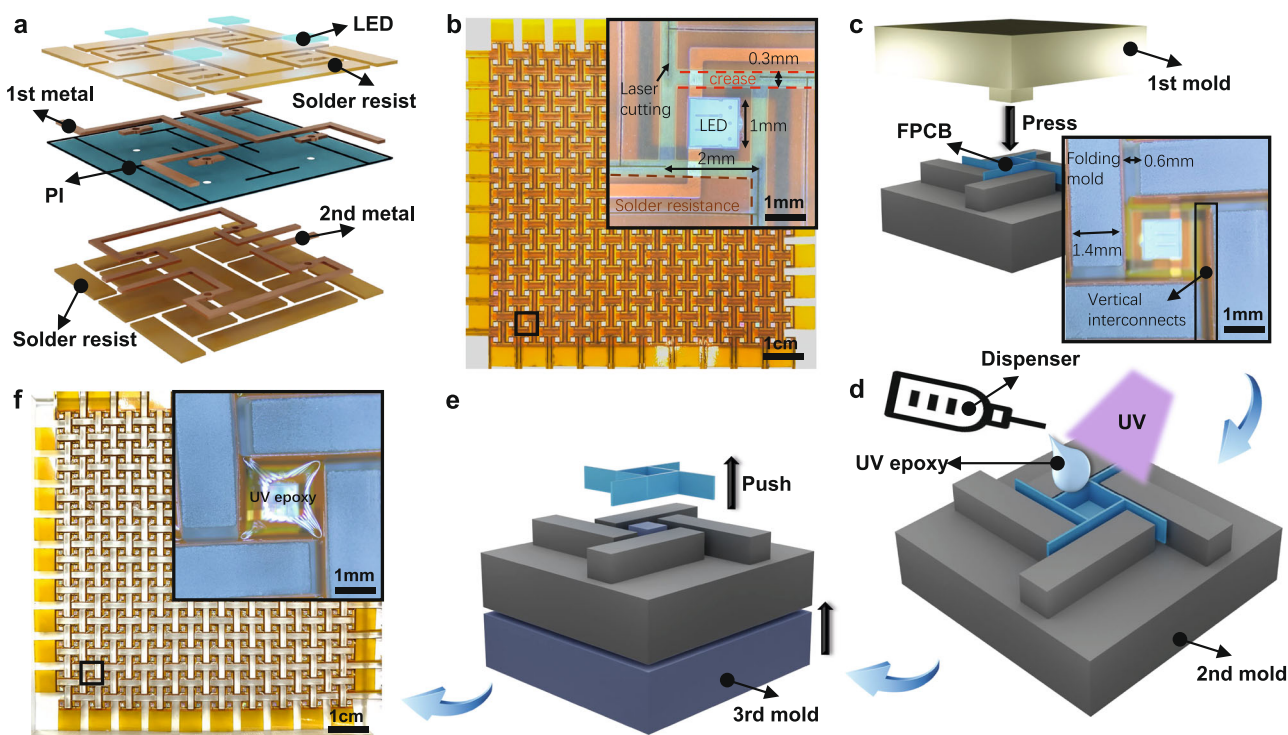 a
LED
1st metal
Solder resist
PI
2nd metal
Solder resist
b
0.3mm
crease
Laser
cutting
LED
1mm
2mm
Solder resistance
1mm
1cm
c
1st mold
Press
FPCB
Folding
mold
0.6mm
1.4mm
Vertical
interconnects
1mm
f
UV epoxy
1mm
1cm
e
Push
3rd mold
d
Dispenser
UV
UV epoxy
2nd mold